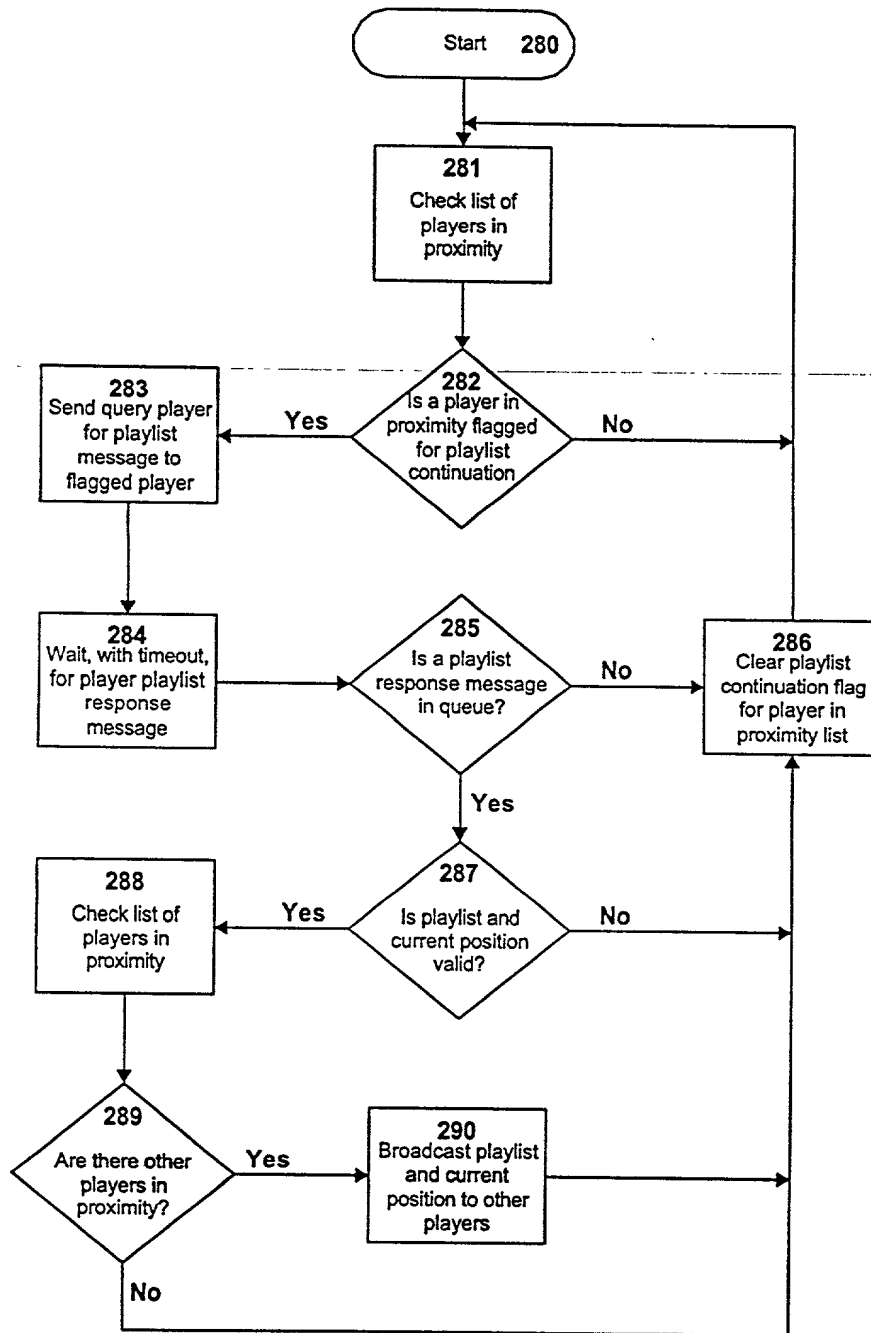 Start 280
281
Check list of
players in
proximity
283
Send query player
for playlist
message to
flagged player
Yes
282
Is a player in
proximity flagged
for playlist
continuation
No
284
Wait, with timeout,
for player playlist
response
message
285
Is a playlist
response message
in queue?
No
286
Clear playlist
continuation flag
for player in
proximity list
Yes
288
Check list of
players in
proximity
Yes
287
Is playlist and
current position
valid?
No
289
Are there other
players in
proximity?
Yes
290
Broadcast playlist
and current
position to other
players
No